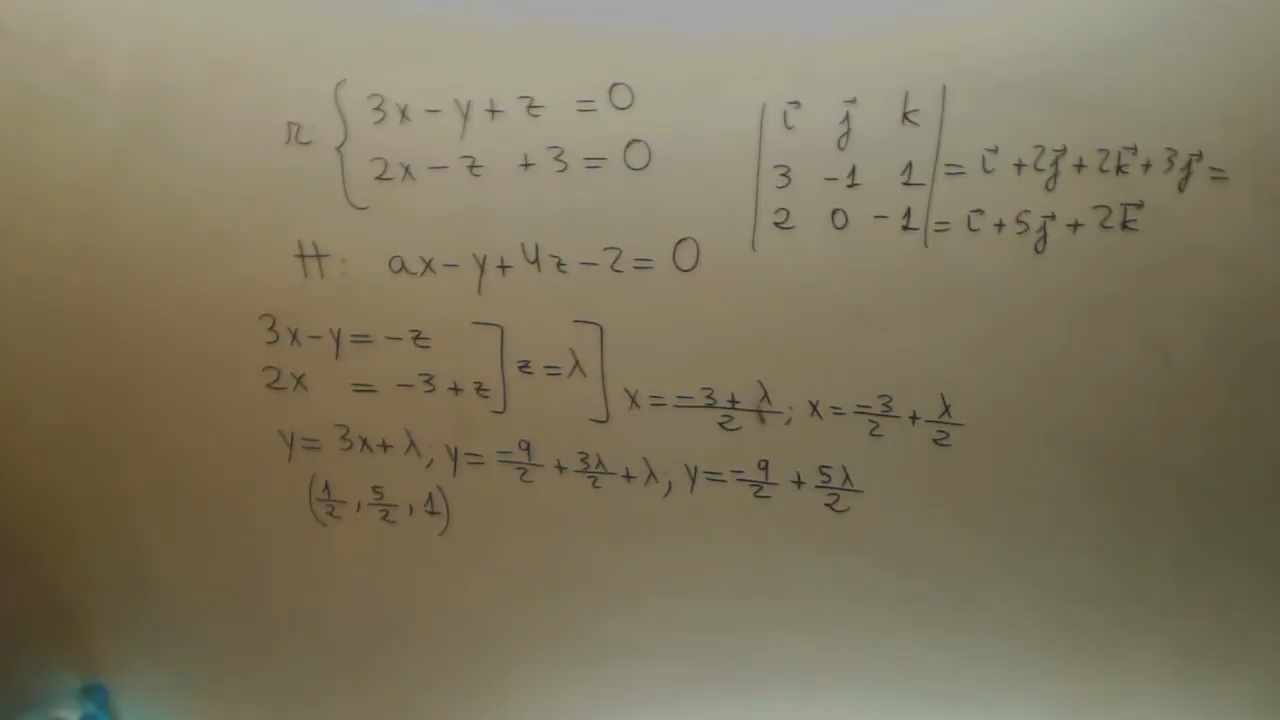 r: { 3x - y + z = 0
2x - z + 3 = 0
| i⃗ j⃗ k |
| 3 -1 1 | = i⃗ + 2j⃗ + 2k⃗ + 3j⃗ =
| 2 0 -1 | = i⃗ + 5j⃗ + 2k⃗
π: ax - y + 4z - 2 = 0
3x - y = -z
2x = -3 + z ] z = λ ] x = (-3 + λ)/2 ; x = -3/2 + λ/2
y = 3x + λ, y = -9/2 + 3λ/2 + λ; y = -9/2 + 5λ/2
(1/2, 5/2, 1)